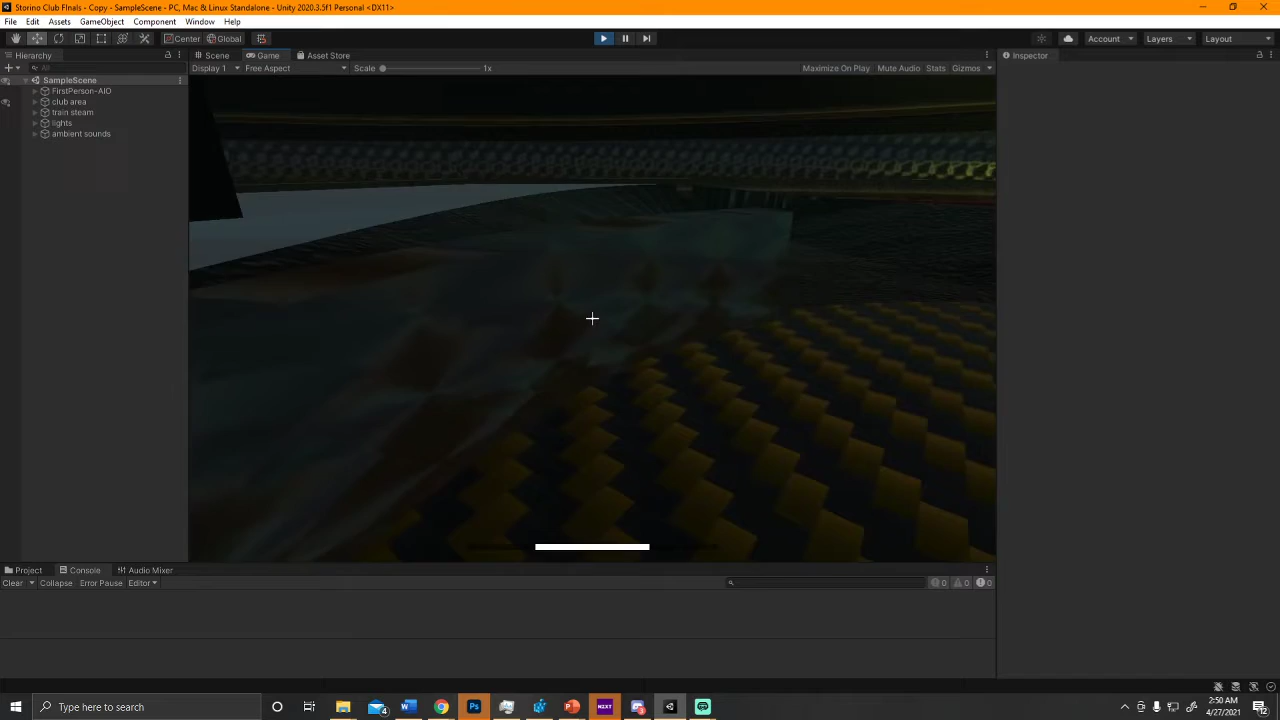 Storino Club FInals - Copy - SampleScene - PC, Mac & Linux Standalone - Unity 2020.3.5f1 Personal <DX11>
File Edit Assets GameObject Component Window Help
Center Global Account Layers Layout
Hierarchy Scene Game Asset Store Inspector
All Display 1 Free Aspect Scale 1x Maximize On Play Mute Audio Stats Gizmos
SampleScene
FirstPerson-AIO
club area
train steam
lights
ambient sounds
Project Console Audio Mixer
Clear Collapse Error Pause Editor 0 0 0
Type here to search
2:50 AM
4/27/2021